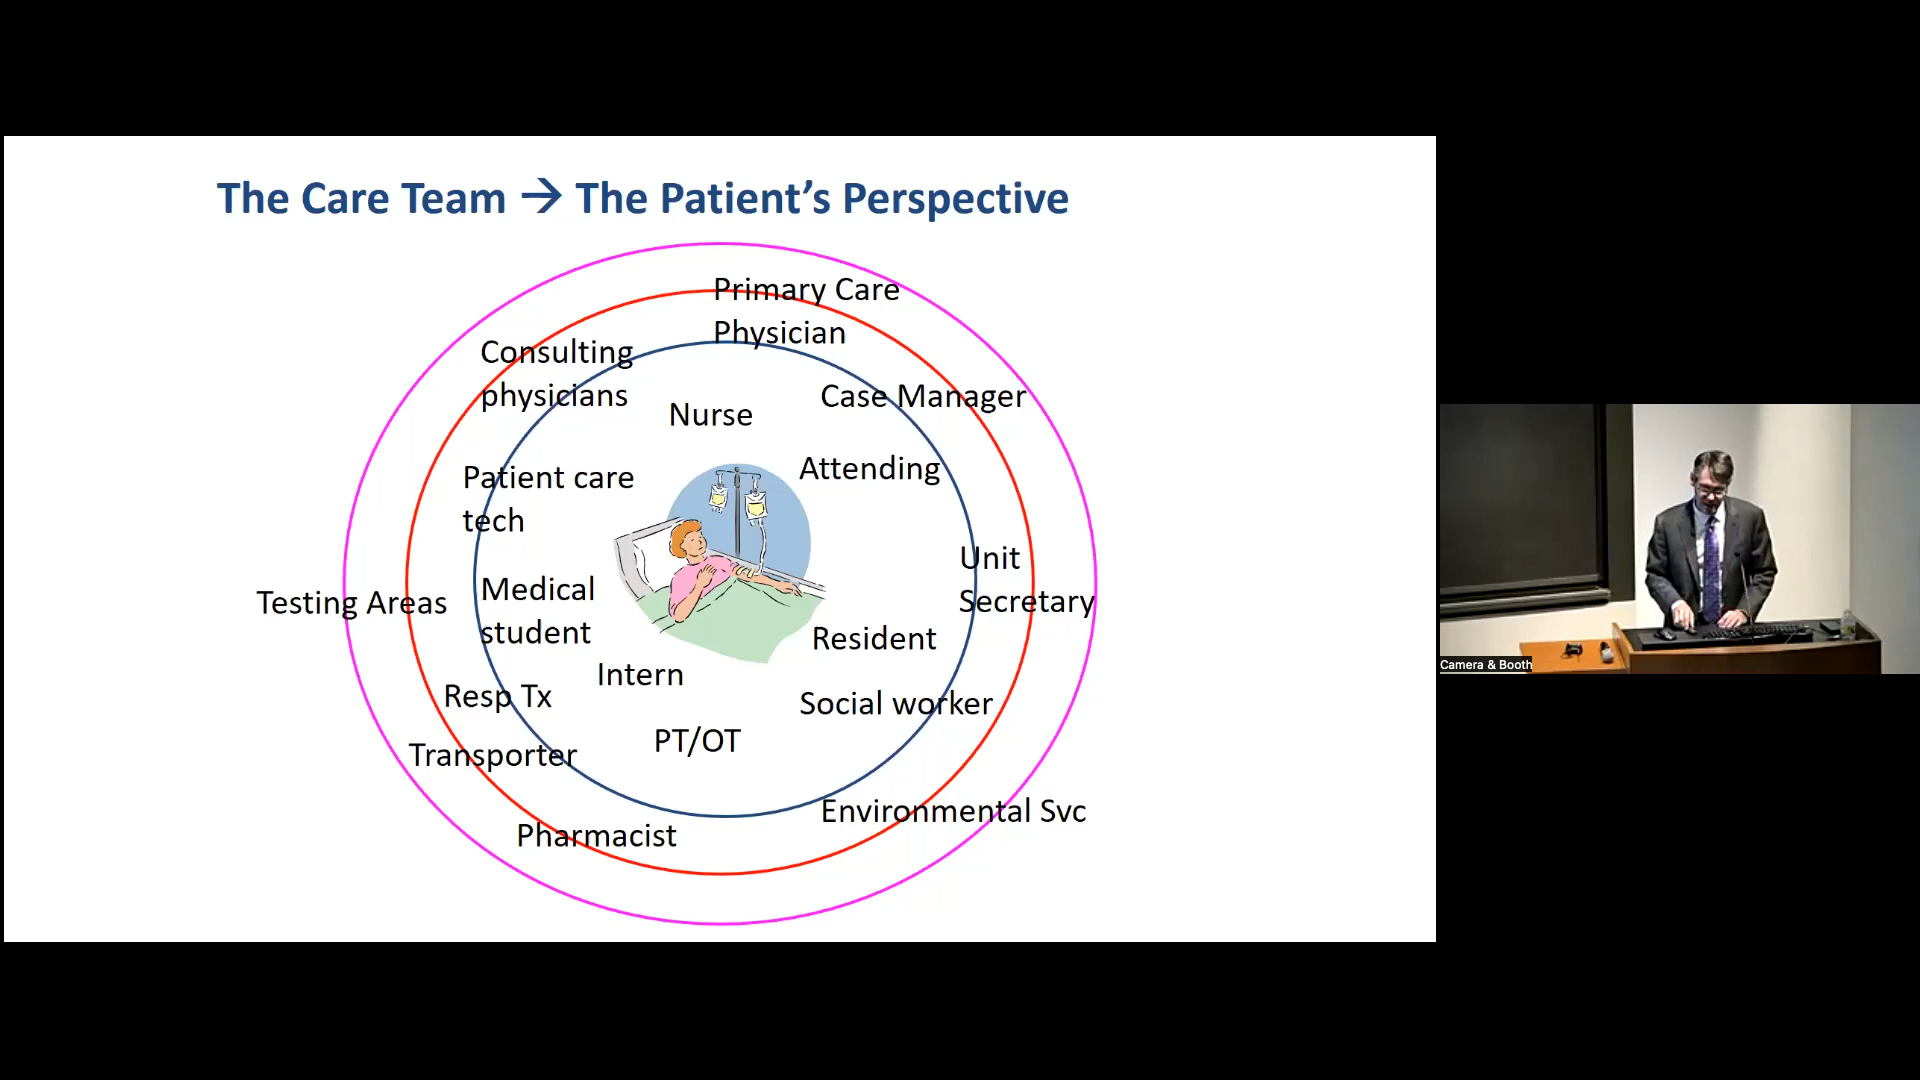 The Care Team → The Patient’s Perspective
Primary Care
Physician
Consulting
physicians
Case Manager
Nurse
Attending
Patient care
tech
Unit
Secretary
Medical
student
Testing Areas
Resident
Intern
Resp Tx
Social worker
PT/OT
Transporter
Environmental Svc
Pharmacist
Camera & Booth